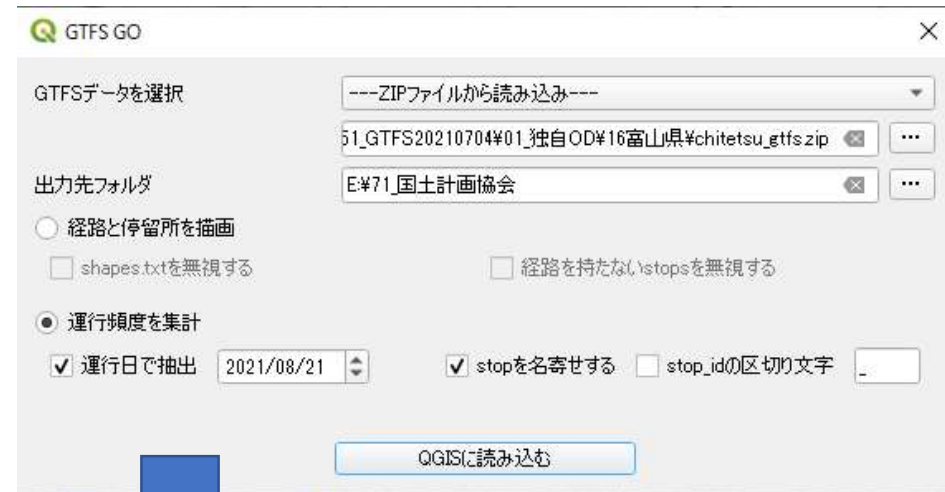 GTFS GO
GTFSデータを選択 ---ZIPファイルから読み込み---
51_GTFS20210704¥01_独自OD¥16富山県¥chitetsu_gtfs.zip ...
出力先フォルダ E:¥71_国土計画協会 ...
経路と停留所を描画
shapes.txtを無視する 経路を持たないstopsを無視する
運行頻度を集計
運行日で抽出 2021/08/21 stopを名寄せする stop_idの区切り文字 _
QGISに読み込む